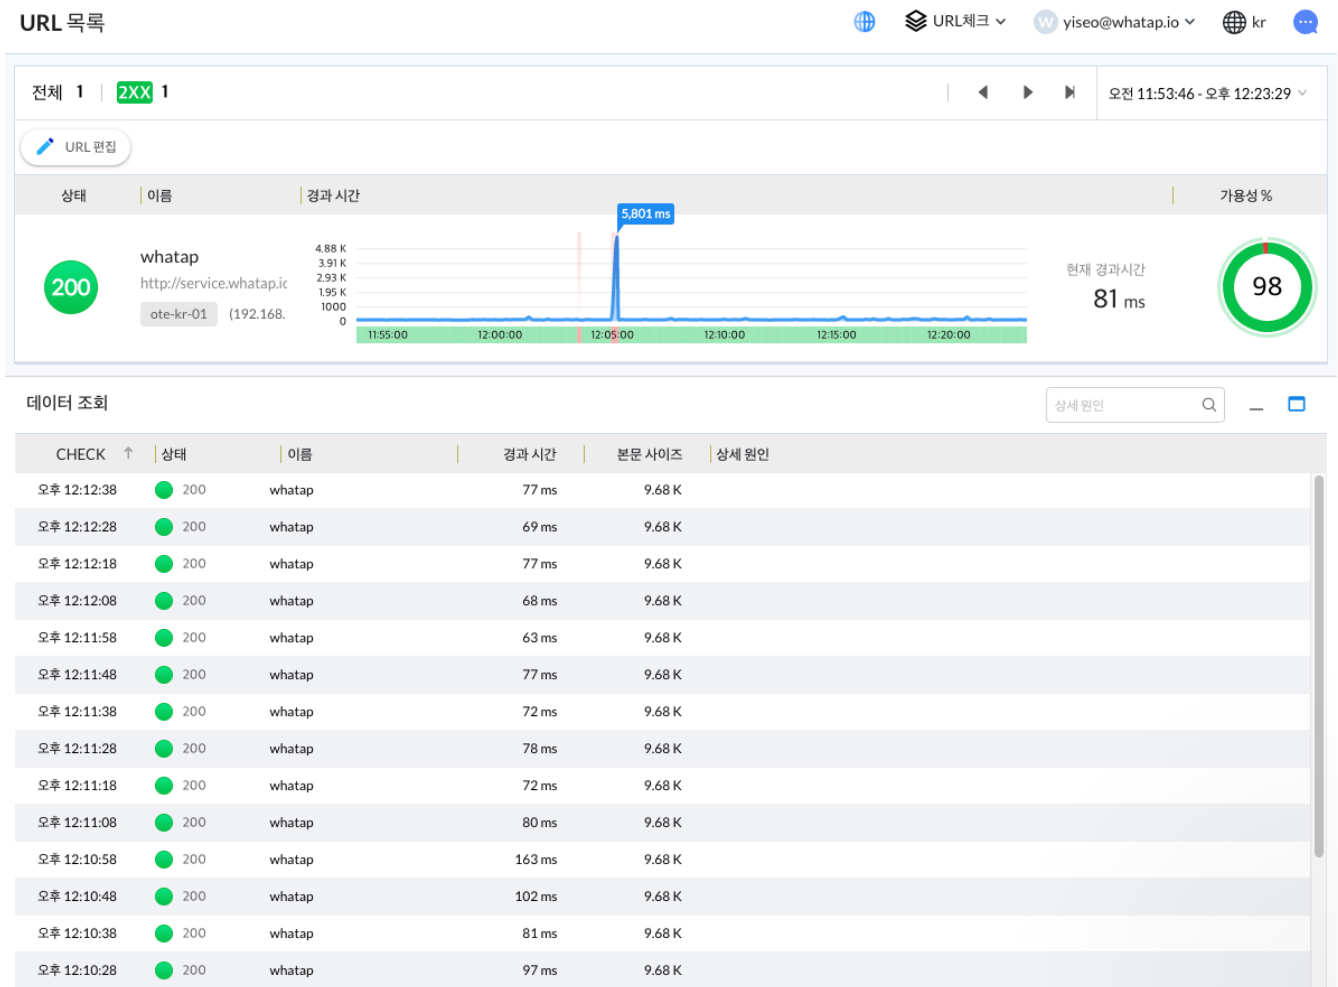 URL 목록
URL체크
W yiseo@whatap.io
kr
전체 1 2XX 1
오전 11:53:46 - 오후 12:23:29
URL 편집
상태 이름 경과 시간 가용성 %
5,801 ms
4.88 K
3.91 K
2.93 K
1.95 K
1000
0
11:55:00 12:00:00 12:05:00 12:10:00 12:15:00 12:20:00
200
whatap
http://service.whatap.ic
ote-kr-01 (192.168.
현재 경과시간
81 ms
98
데이터 조회
상세 원인
CHECK 상태 이름 경과 시간 본문 사이즈 상세 원인
오후 12:12:38 200 whatap 77 ms 9.68 K
오후 12:12:28 200 whatap 69 ms 9.68 K
오후 12:12:18 200 whatap 77 ms 9.68 K
오후 12:12:08 200 whatap 68 ms 9.68 K
오후 12:11:58 200 whatap 63 ms 9.68 K
오후 12:11:48 200 whatap 77 ms 9.68 K
오후 12:11:38 200 whatap 72 ms 9.68 K
오후 12:11:28 200 whatap 78 ms 9.68 K
오후 12:11:18 200 whatap 72 ms 9.68 K
오후 12:11:08 200 whatap 80 ms 9.68 K
오후 12:10:58 200 whatap 163 ms 9.68 K
오후 12:10:48 200 whatap 102 ms 9.68 K
오후 12:10:38 200 whatap 81 ms 9.68 K
오후 12:10:28 200 whatap 97 ms 9.68 K